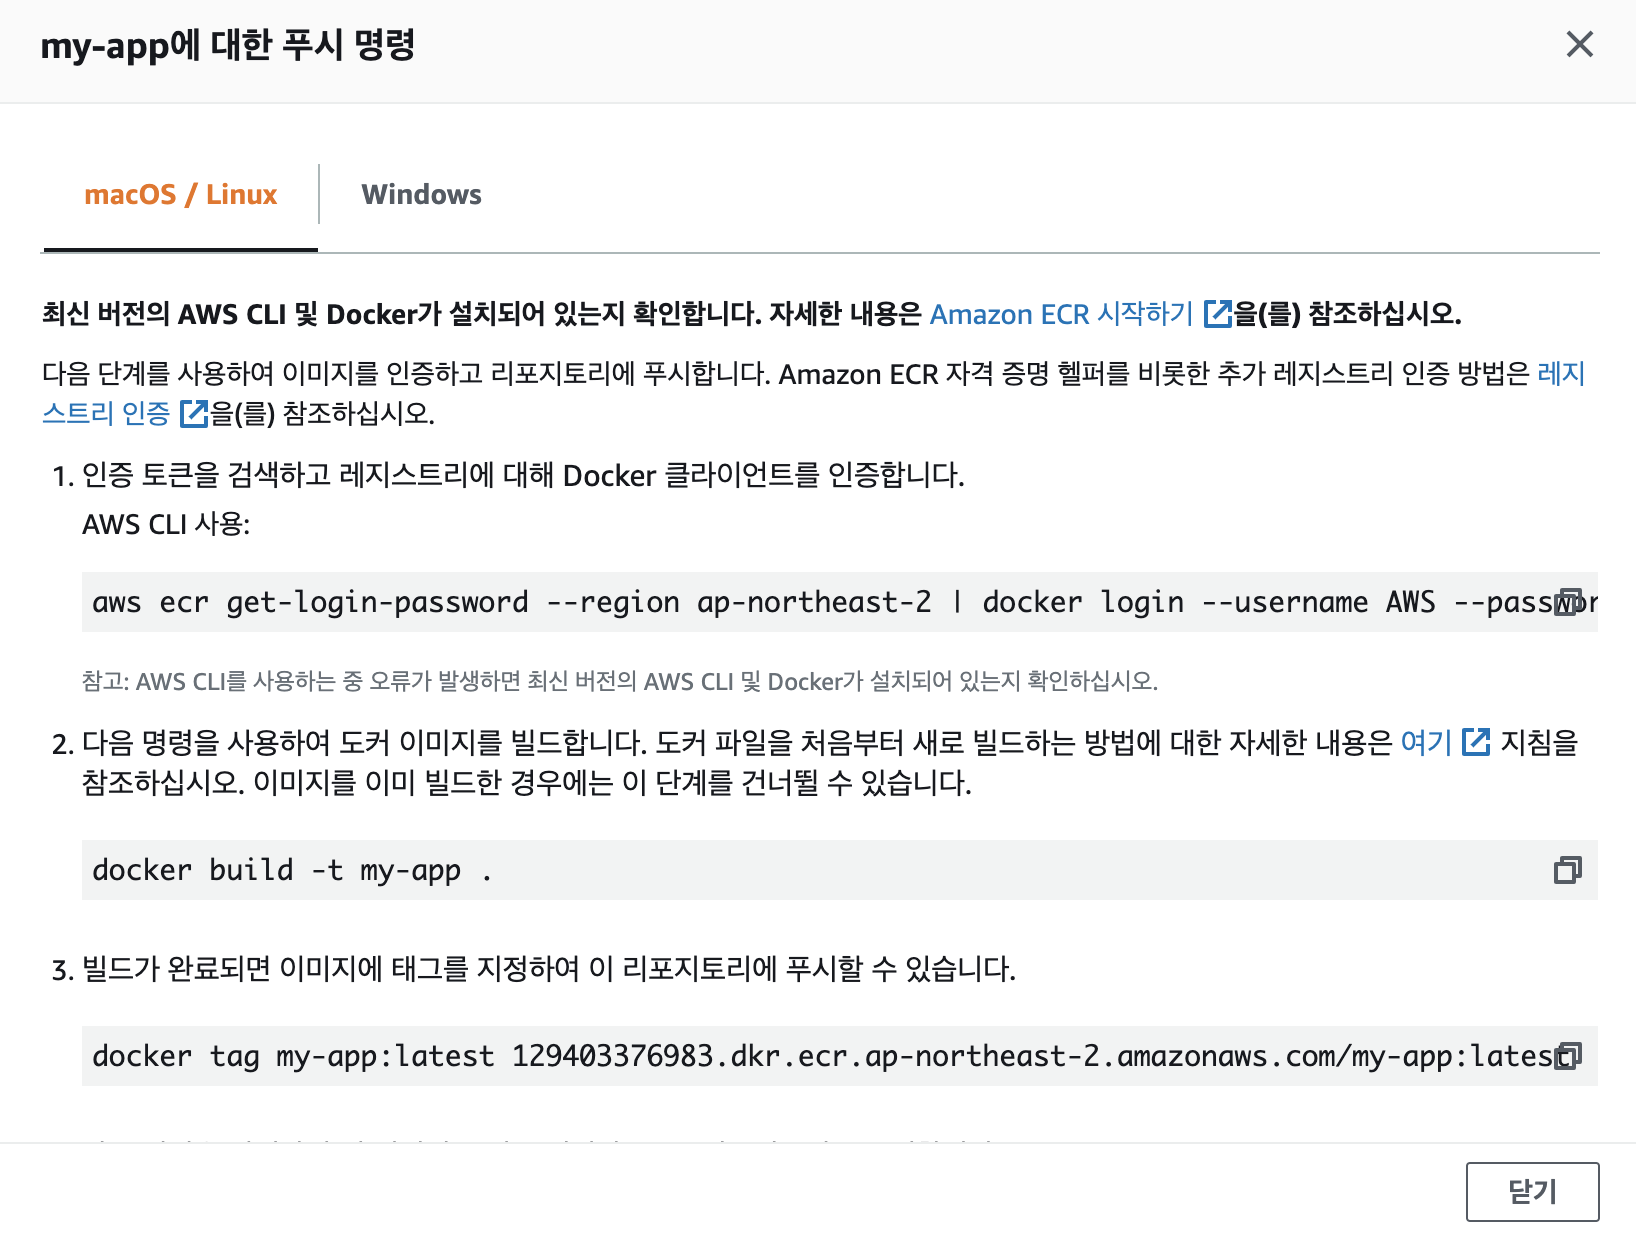 my-app에 대한 푸시 명령
macOS / Linux
Windows
최신 버전의 AWS CLI 및 Docker가 설치되어 있는지 확인합니다. 자세한 내용은 Amazon ECR 시작하기 을(를) 참조하십시오.
다음 단계를 사용하여 이미지를 인증하고 리포지토리에 푸시합니다. Amazon ECR 자격 증명 헬퍼를 비롯한 추가 레지스트리 인증 방법은 레지
스트리 인증 을(를) 참조하십시오.
1. 인증 토큰을 검색하고 레지스트리에 대해 Docker 클라이언트를 인증합니다.
AWS CLI 사용:
aws ecr get-login-password --region ap-northeast-2 | docker login --username AWS --passwor
참고: AWS CLI를 사용하는 중 오류가 발생하면 최신 버전의 AWS CLI 및 Docker가 설치되어 있는지 확인하십시오.
2. 다음 명령을 사용하여 도커 이미지를 빌드합니다. 도커 파일을 처음부터 새로 빌드하는 방법에 대한 자세한 내용은 여기 지침을
참조하십시오. 이미지를 이미 빌드한 경우에는 이 단계를 건너뛸 수 있습니다.
docker build -t my-app .
3. 빌드가 완료되면 이미지에 태그를 지정하여 이 리포지토리에 푸시할 수 있습니다.
docker tag my-app:latest 129403376983.dkr.ecr.ap-northeast-2.amazonaws.com/my-app:latest
닫기